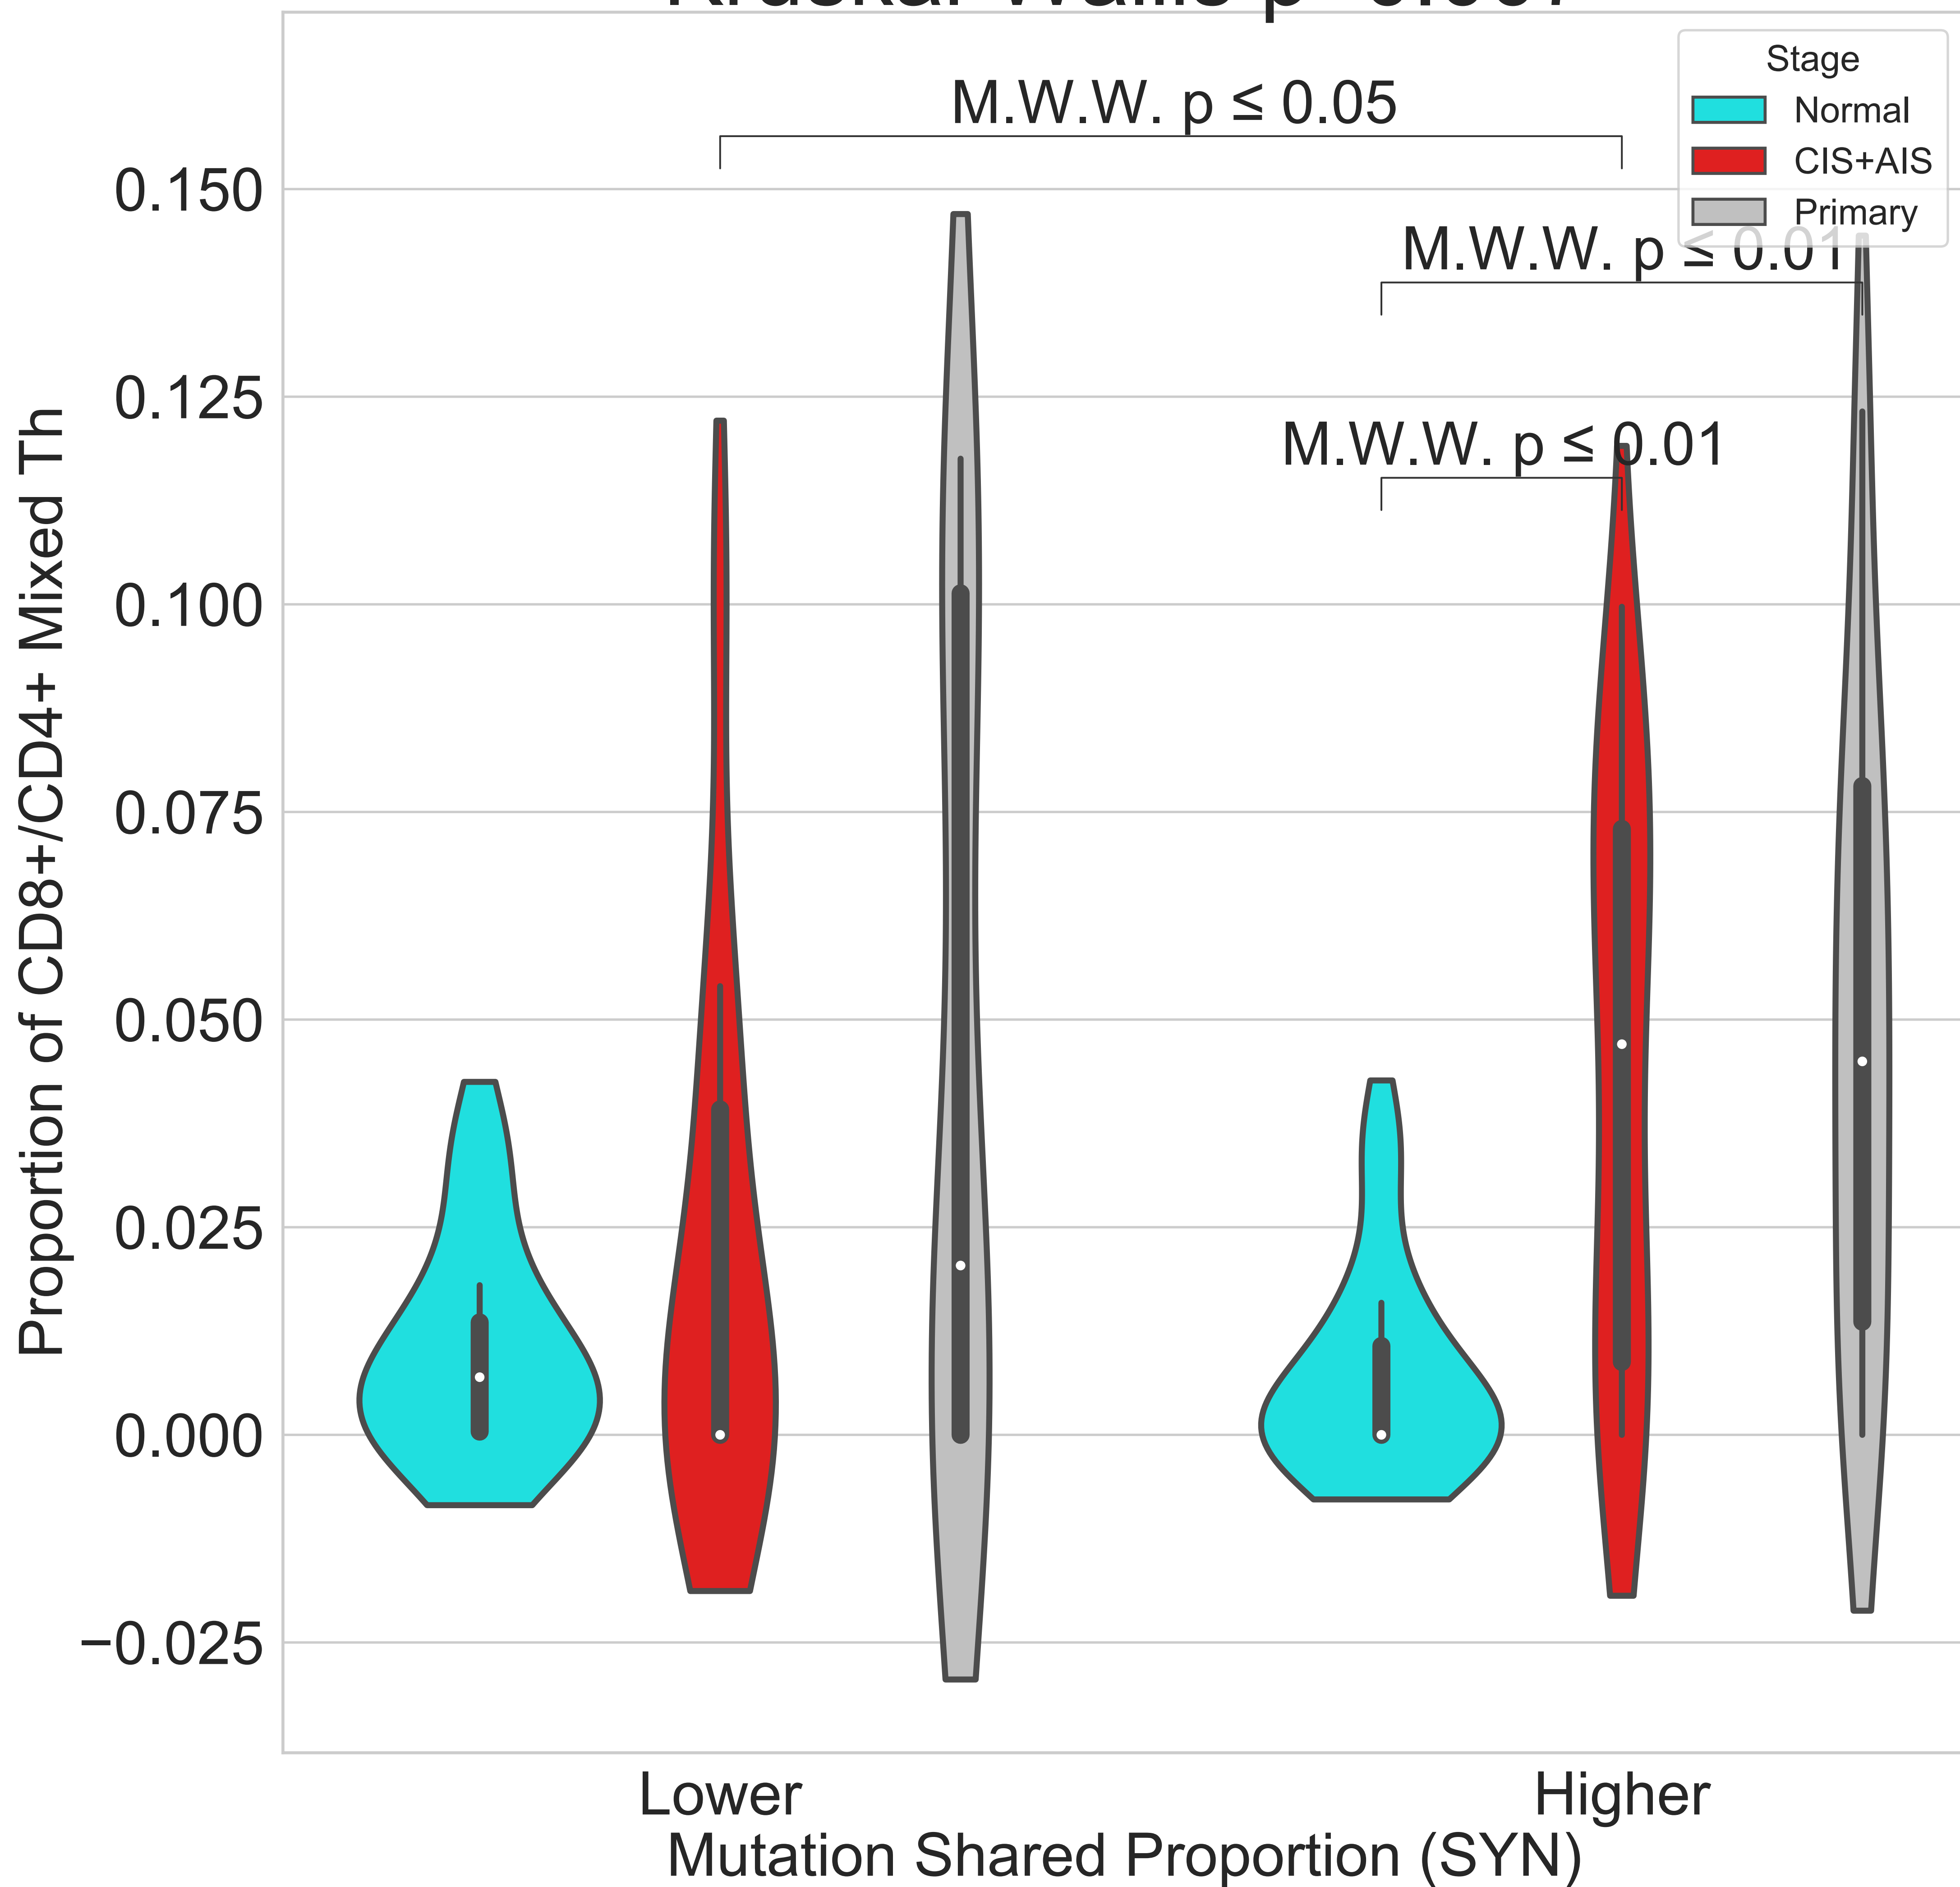 Stage
Normal
CIS+AIS
Primary
M.W.W. p ≤ 0.05
M.W.W. p ≤ 0.01
M.W.W. p ≤ 0.01
Proportion of CD8+/CD4+ Mixed Th
0.150
0.125
0.100
0.075
0.050
0.025
0.000
−0.025
Lower
Higher
Mutation Shared Proportion (SYN)